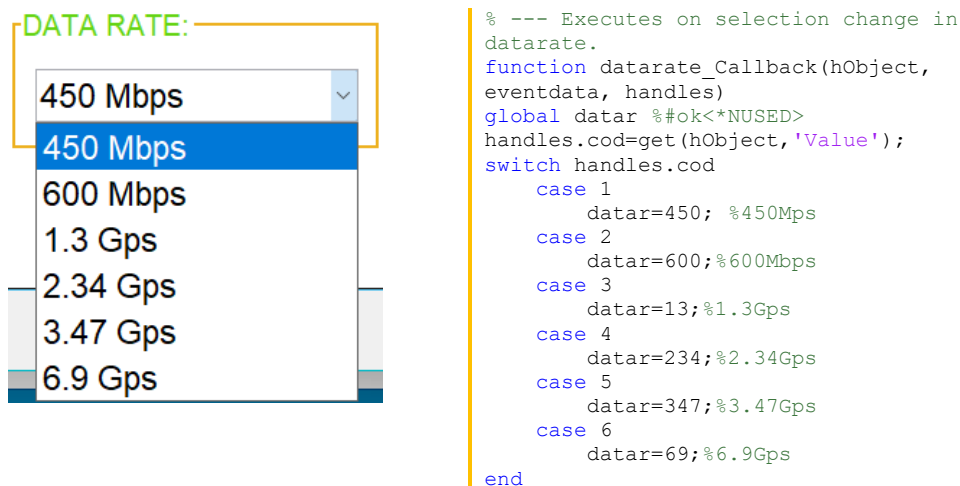 DATA RATE:
450 Mbps
450 Mbps
600 Mbps
1.3 Gps
2.34 Gps
3.47 Gps
6.9 Gps
% --- Executes on selection change in
datarate.
function datarate_Callback(hObject,
eventdata, handles)
global datar %#ok<*NUSED>
handles.cod=get(hObject,'Value');
switch handles.cod
    case 1
        datar=450; %450Mps
    case 2
        datar=600;%600Mbps
    case 3
        datar=13;%1.3Gps
    case 4
        datar=234;%2.34Gps
    case 5
        datar=347;%3.47Gps
    case 6
        datar=69;%6.9Gps
end